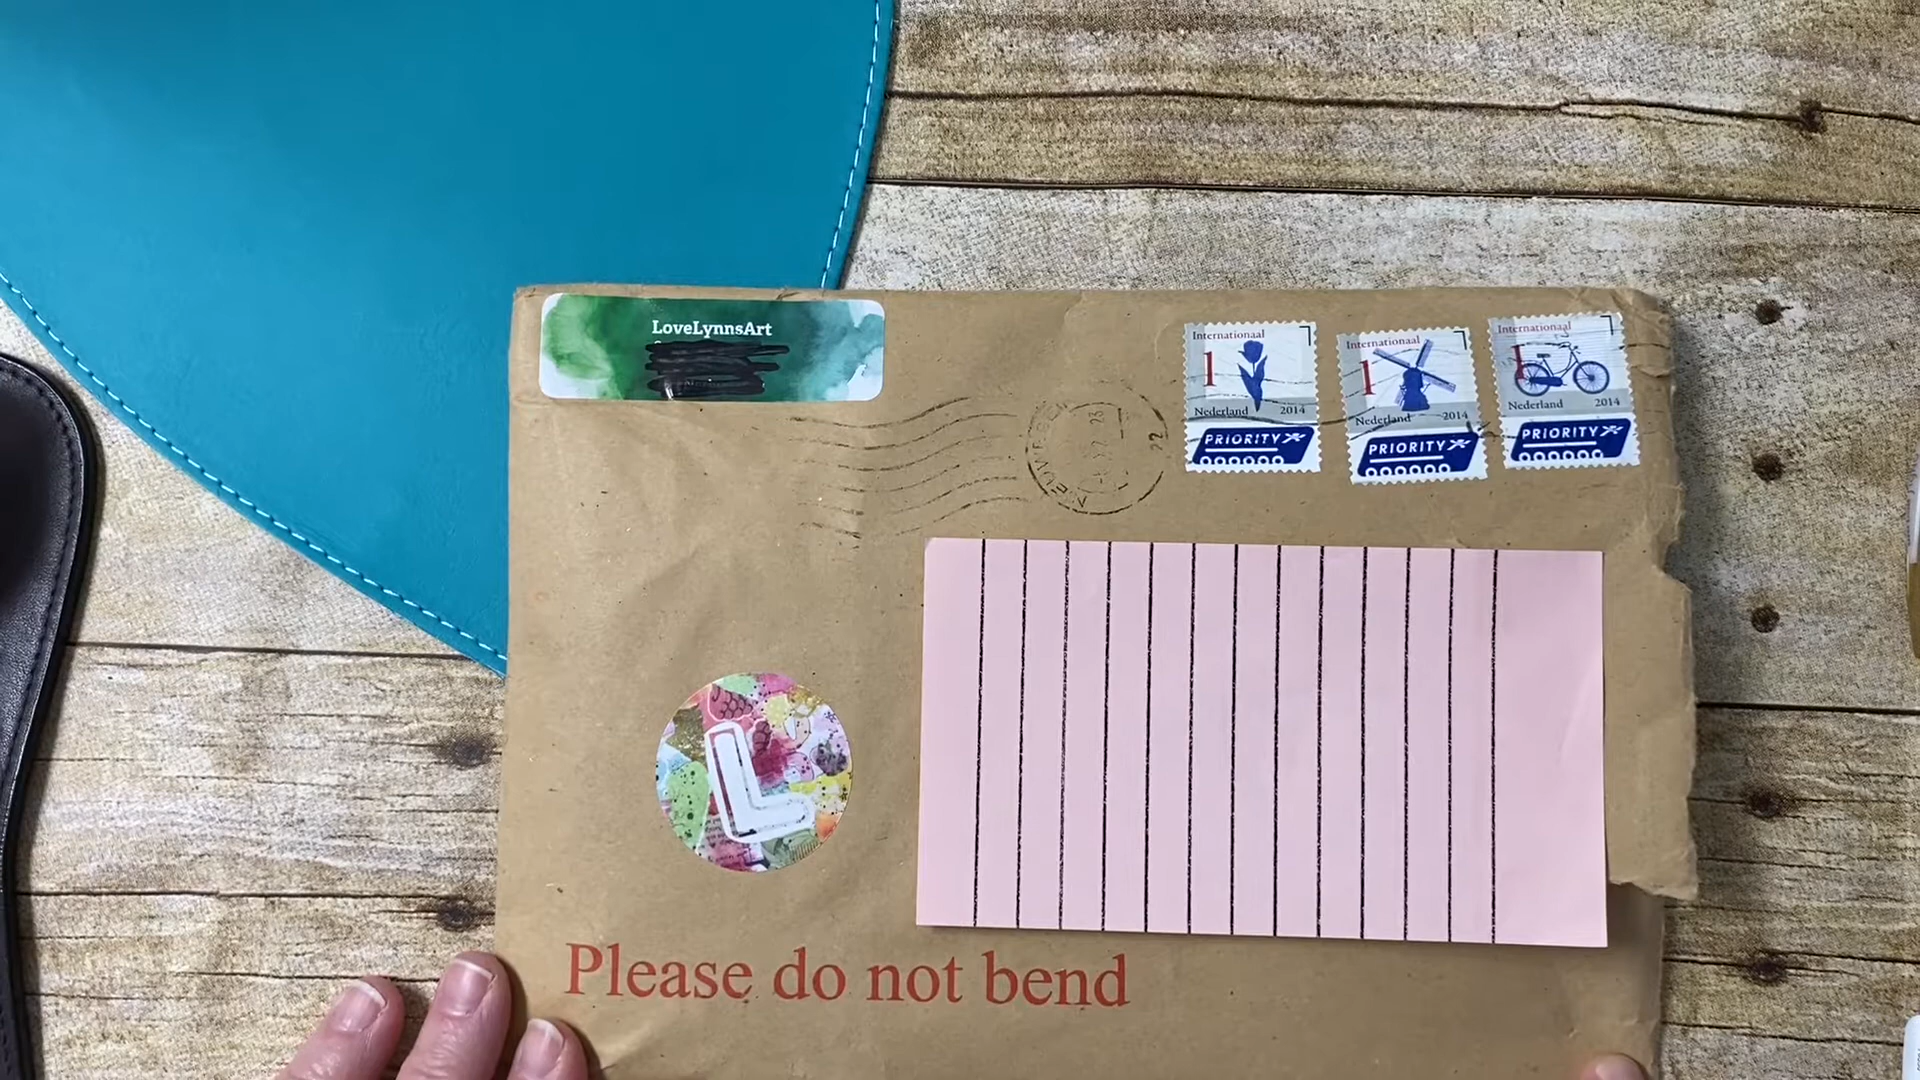 LoveLynnsArt
Internationaal
1
Nederland 2014
PRIORITY
Internationaal
1
Nederland 2014
PRIORITY
Internationaal
1
Nederland 2014
PRIORITY
22
L
Please do not bend